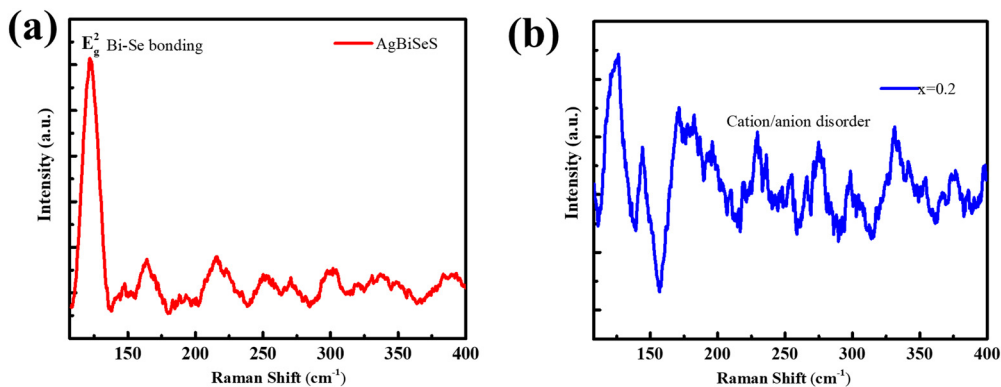 (a)
E²g Bi-Se bonding
AgBiSeS
Intensity (a.u.)
150 200 250 300 350 400
Raman Shift (cm⁻¹)
(b)
x=0.2
Cation/anion disorder
Intensity (a.u.)
150 200 250 300 350 400
Raman Shift (cm⁻¹)